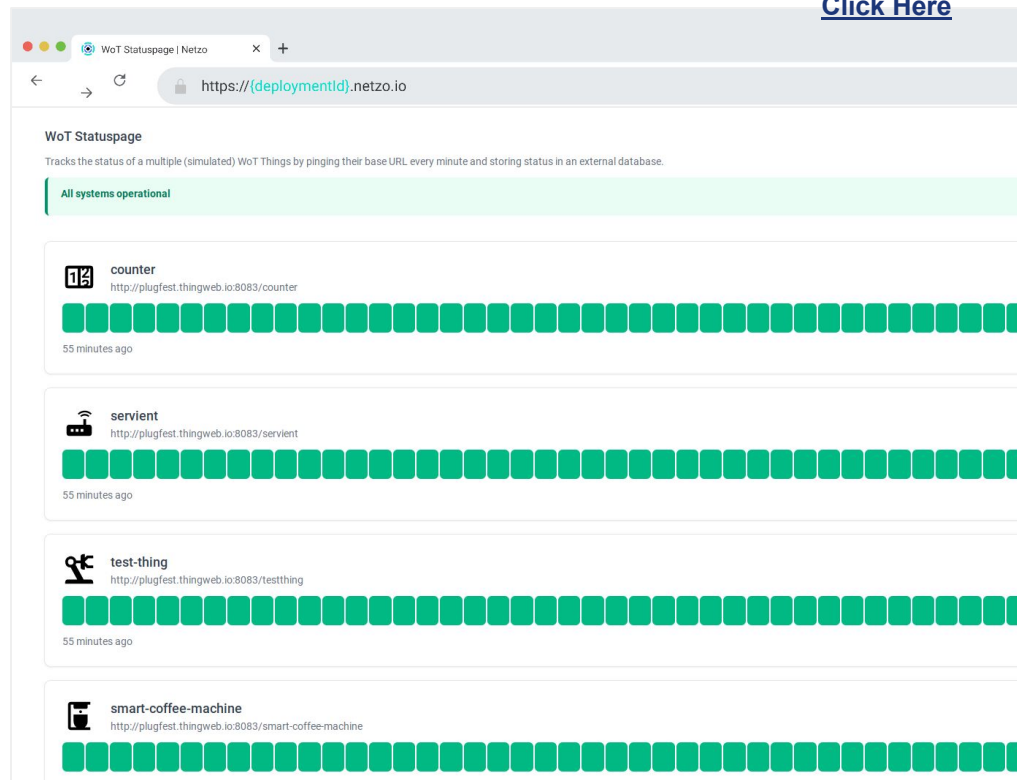 Click Here
WoT Statuspage | Netzo
https://{deploymentId}.netzo.io
WoT Statuspage
Tracks the status of a multiple (simulated) WoT Things by pinging their base URL every minute and storing status in an external database.
All systems operational
counter
http://plugfest.thingweb.io:8083/counter
55 minutes ago
servient
http://plugfest.thingweb.io:8083/servient
55 minutes ago
test-thing
http://plugfest.thingweb.io:8083/testthing
55 minutes ago
smart-coffee-machine
http://plugfest.thingweb.io:8083/smart-coffee-machine